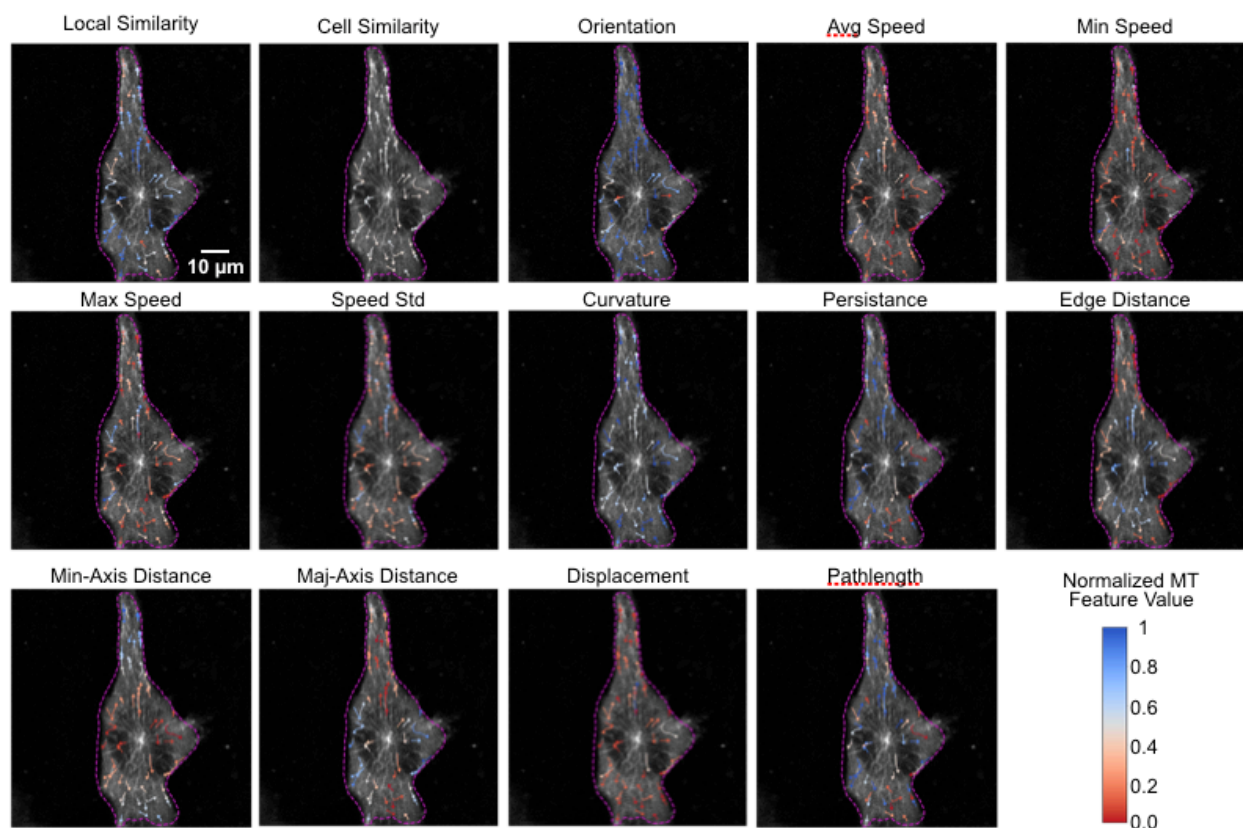 Local Similarity
Cell Similarity
Orientation
Avg Speed
Min Speed
10 µm
Max Speed
Speed Std
Curvature
Persistance
Edge Distance
Min-Axis Distance
Maj-Axis Distance
Displacement
Pathlength
Normalized MT
Feature Value
1
0.8
0.6
0.4
0.2
0.0